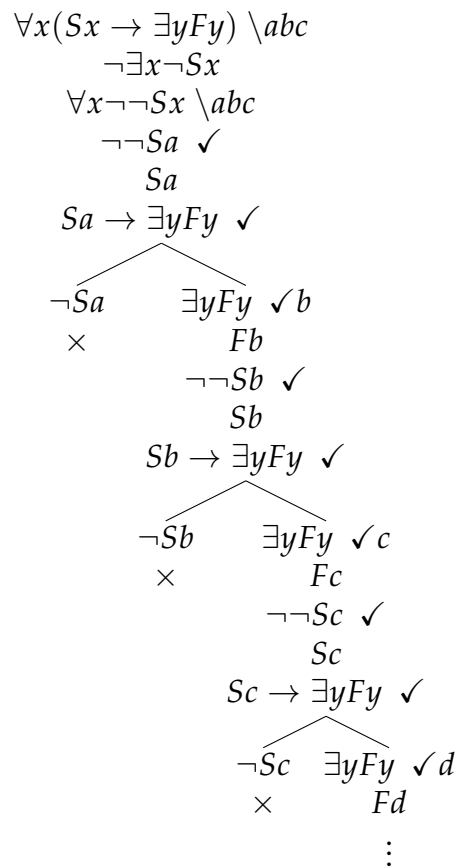 ∀x(Sx → ∃yFy) \abc
¬∃x¬Sx
∀x¬¬Sx \abc
¬¬Sa ✓
Sa
Sa → ∃yFy ✓
¬Sa ∃yFy ✓b
× Fb
¬¬Sb ✓
Sb
Sb → ∃yFy ✓
¬Sb ∃yFy ✓c
× Fc
¬¬Sc ✓
Sc
Sc → ∃yFy ✓
¬Sc ∃yFy ✓d
× Fd
⋮